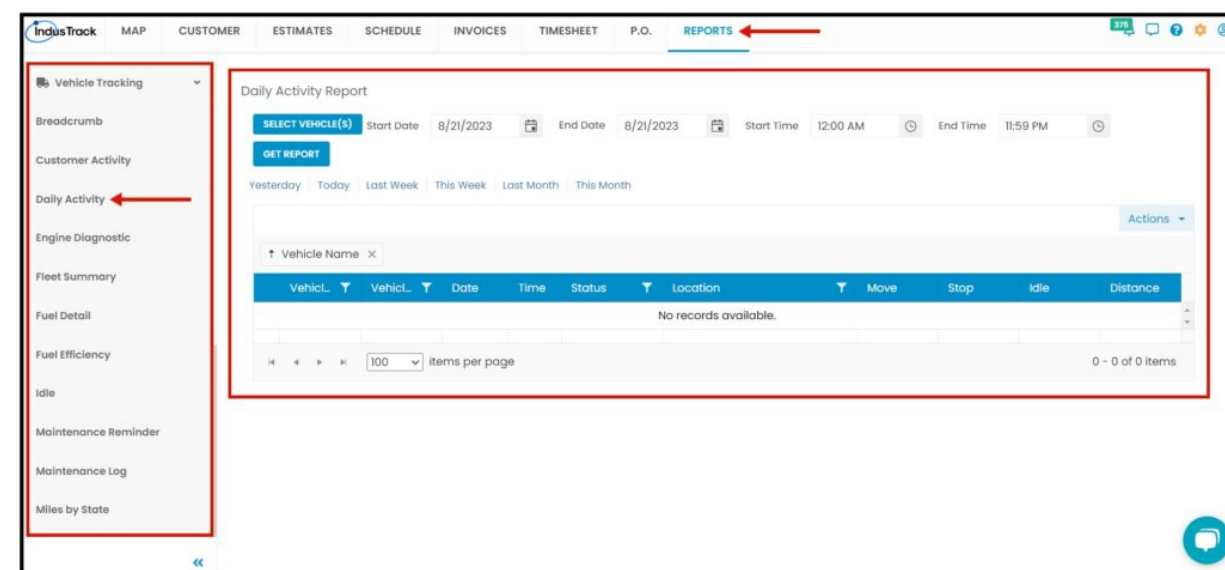 IndusTrack MAP CUSTOMER ESTIMATES SCHEDULE INVOICES TIMESHEET P.O. REPORTS 375
Vehicle Tracking
Breadcrumb
Customer Activity
Daily Activity
Engine Diagnostic
Fleet Summary
Fuel Detail
Fuel Efficiency
Idle
Maintenance Reminder
Maintenance Log
Miles by State
Daily Activity Report
SELECT VEHICLE(S) Start Date 8/21/2023 End Date 8/21/2023 Start Time 12:00 AM End Time 11:59 PM
GET REPORT
Yesterday Today Last Week This Week Last Month This Month
Actions
↑ Vehicle Name ×
Vehicl... Vehicl... Date Time Status Location Move Stop Idle Distance
No records available.
100 items per page 0 - 0 of 0 items